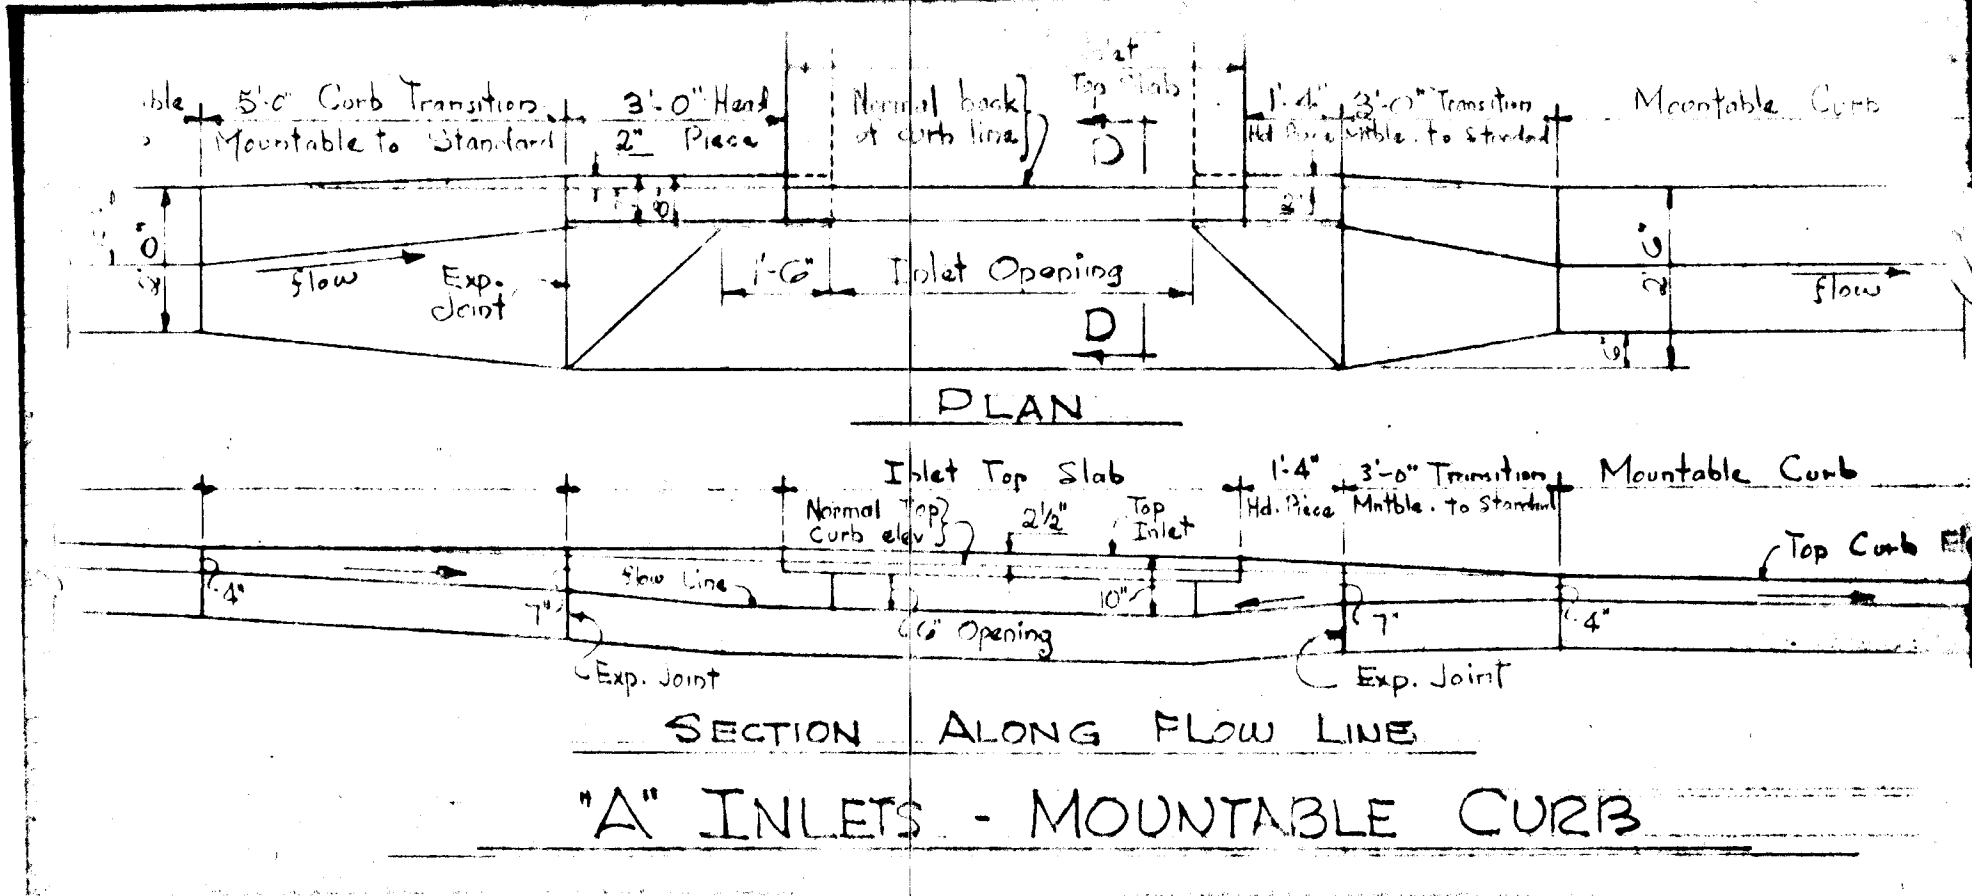 5'-0" Curb Transition
Mountable to Standard
3'-0" Head
2" Piece
Normal back
of curb line
Top Slab
1'-4"
Hd. Piece
3'-0" Transition
Mntble. to Standard
Mountable Curb
D
2"
flow
Exp.
Joint
1'-6"
Inlet Opening
D
flow
PLAN
Inlet Top Slab
1'-4"
Hd. Piece
3'-0" Transition
Mntble. to Standard
Mountable Curb
Normal Top
Curb elev
2½"
Top
Inlet
Top Curb
flow Line
4"
7"
10"
6" Opening
7"
4"
Exp. Joint
Exp. Joint
SECTION ALONG FLOW LINE
"A" INLETS - MOUNTABLE CURB